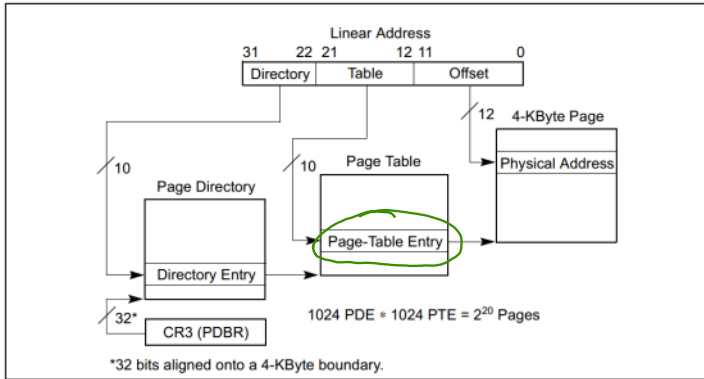 Linear Address
31 22 21 12 11 0
Directory Table Offset
12
4-KByte Page
Physical Address
10
10
Page Table
Page Directory
Page-Table Entry
Directory Entry
32*
CR3 (PDBR)
1024 PDE * 1024 PTE = 2²⁰ Pages
*32 bits aligned onto a 4-KByte boundary.